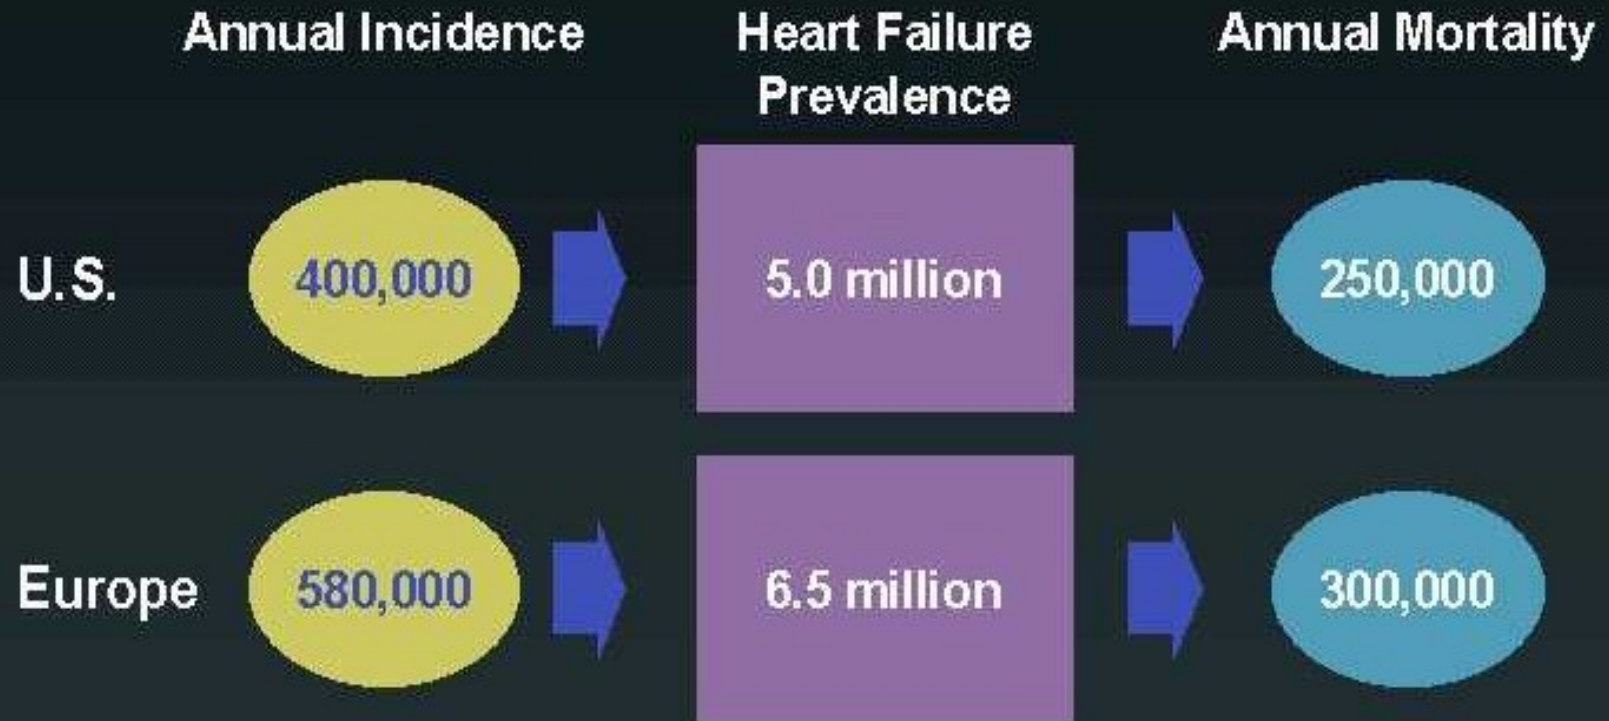 Annual Incidence
Heart Failure
Prevalence
Annual Mortality
U.S.
400,000
5.0 million
250,000
Europe
580,000
6.5 million
300,000